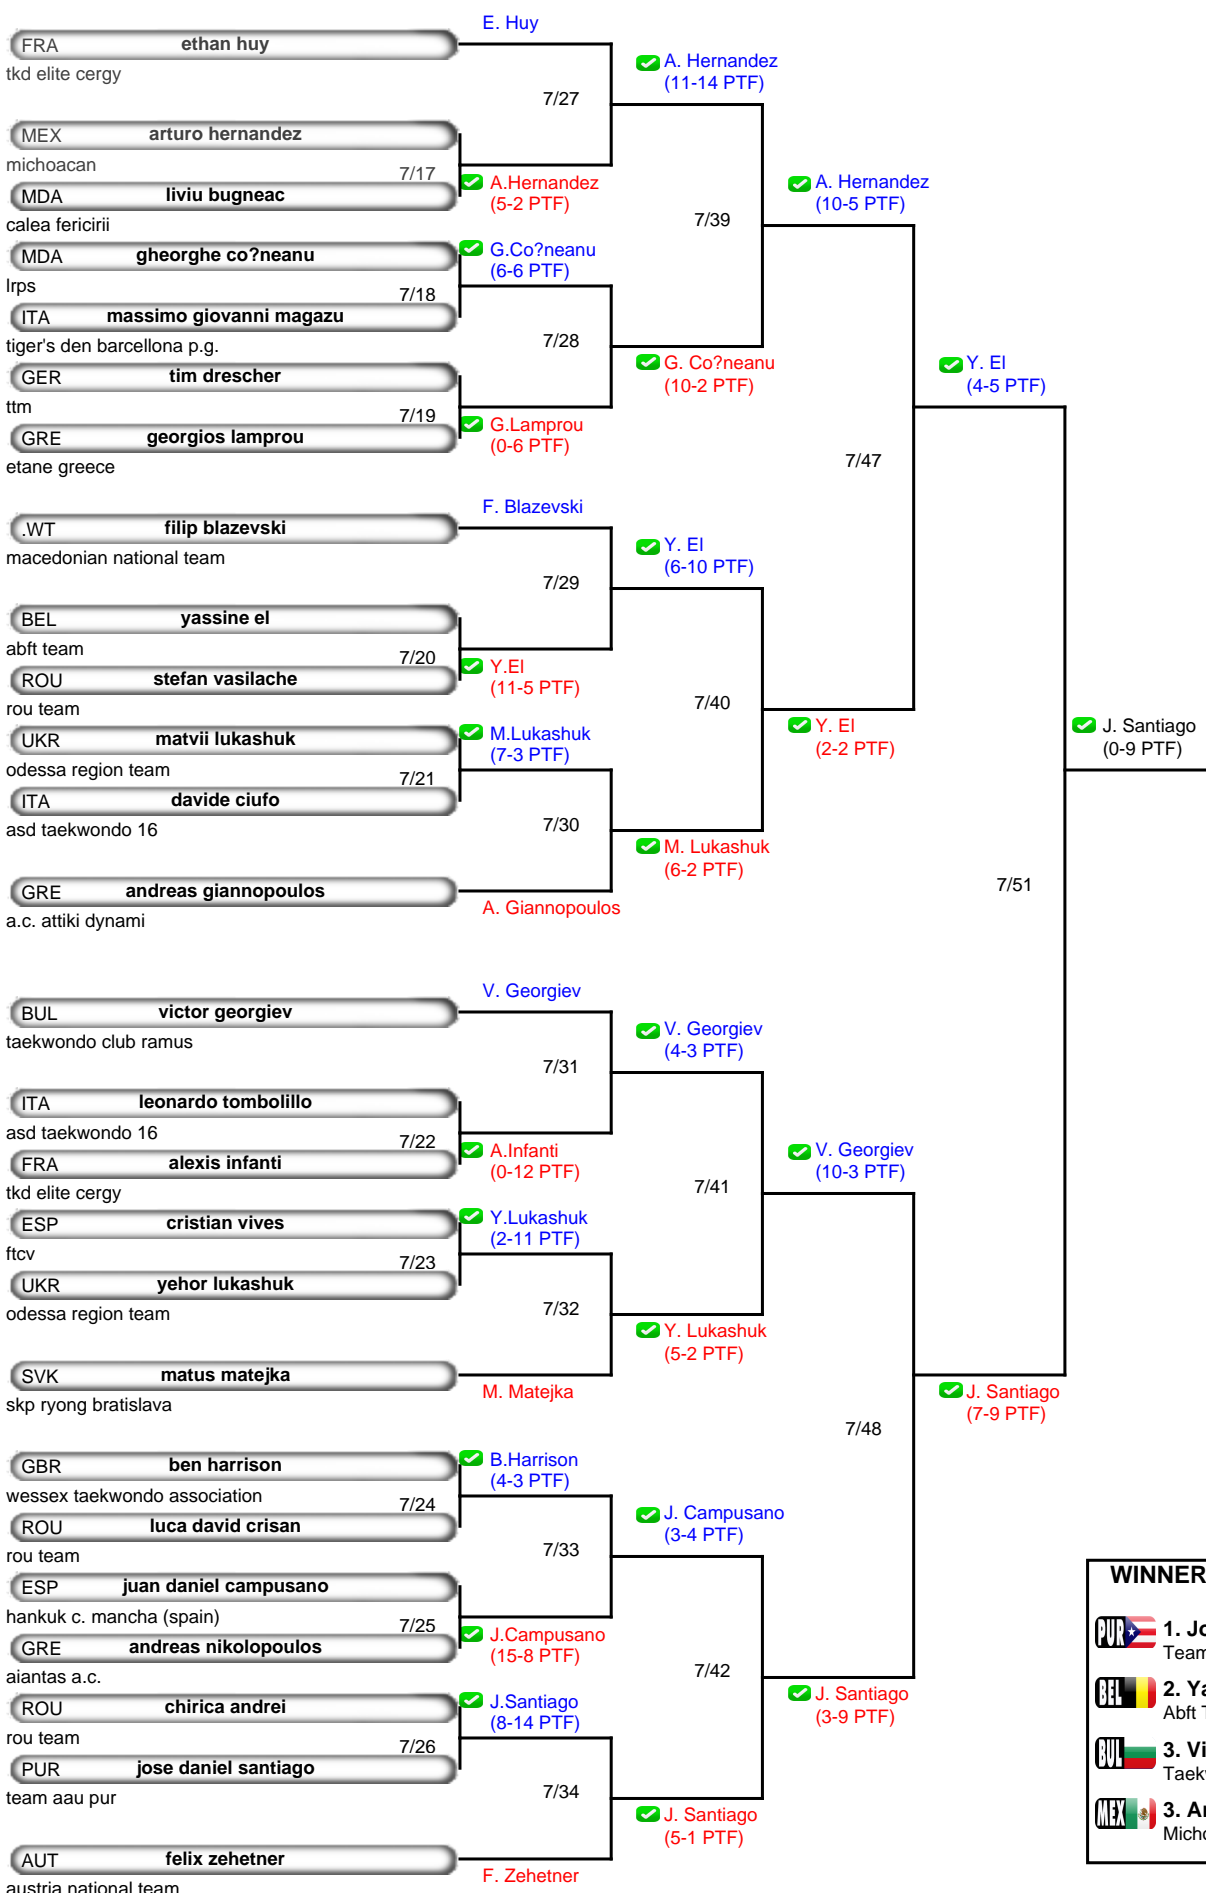 E. Huy
FRA ethan huy
tkd elite cergy
A. Hernandez
(11-14 PTF)
7/27
MEX arturo hernandez
michoacan
7/17
A.Hernandez
(5-2 PTF)
MDA liviu bugneac
calea fericirii
A. Hernandez
(10-5 PTF)
7/39
MDA gheorghe co?neanu
lrps
G.Co?neanu
(6-6 PTF)
7/18
ITA massimo giovanni magazu
tiger's den barcellona p.g.
7/28
G. Co?neanu
(10-2 PTF)
GER tim drescher
ttm
7/19
G.Lamprou
(0-6 PTF)
GRE georgios lamprou
etane greece
Y. El
(4-5 PTF)
7/47
F. Blazevski
.WT filip blazevski
macedonian national team
Y. El
(6-10 PTF)
7/29
BEL yassine el
abft team
7/20
Y.El
(11-5 PTF)
ROU stefan vasilache
rou team
7/40
Y. El
(2-2 PTF)
UKR matvii lukashuk
odessa region team
M.Lukashuk
(7-3 PTF)
7/21
ITA davide ciufo
asd taekwondo 16
7/30
M. Lukashuk
(6-2 PTF)
GRE andreas giannopoulos
a.c. attiki dynami
A. Giannopoulos
J. Santiago
(0-9 PTF)
7/51
V. Georgiev
BUL victor georgiev
taekwondo club ramus
V. Georgiev
(4-3 PTF)
7/31
ITA leonardo tombolillo
asd taekwondo 16
7/22
A.Infanti
(0-12 PTF)
FRA alexis infanti
tkd elite cergy
V. Georgiev
(10-3 PTF)
7/41
ESP cristian vives
ftcv
Y.Lukashuk
(2-11 PTF)
7/23
UKR yehor lukashuk
odessa region team
7/32
Y. Lukashuk
(5-2 PTF)
SVK matus matejka
skp ryong bratislava
M. Matejka
J. Santiago
(7-9 PTF)
7/48
GBR ben harrison
wessex taekwondo association
B.Harrison
(4-3 PTF)
7/24
ROU luca david crisan
rou team
J. Campusano
(3-4 PTF)
7/33
ESP juan daniel campusano
hankuk c. mancha (spain)
7/25
J.Campusano
(15-8 PTF)
GRE andreas nikolopoulos
aiantas a.c.
7/42
J. Santiago
(3-9 PTF)
ROU chirica andrei
rou team
J.Santiago
(8-14 PTF)
7/26
PUR jose daniel santiago
team aau pur
7/34
J. Santiago
(5-1 PTF)
AUT felix zehetner
austria national team
F. Zehetner
WINNER
PUR 1. Jo
Team
BEL 2. Ya
Abft T
BUL 3. Vi
Taek
MEX 3. A
Micho